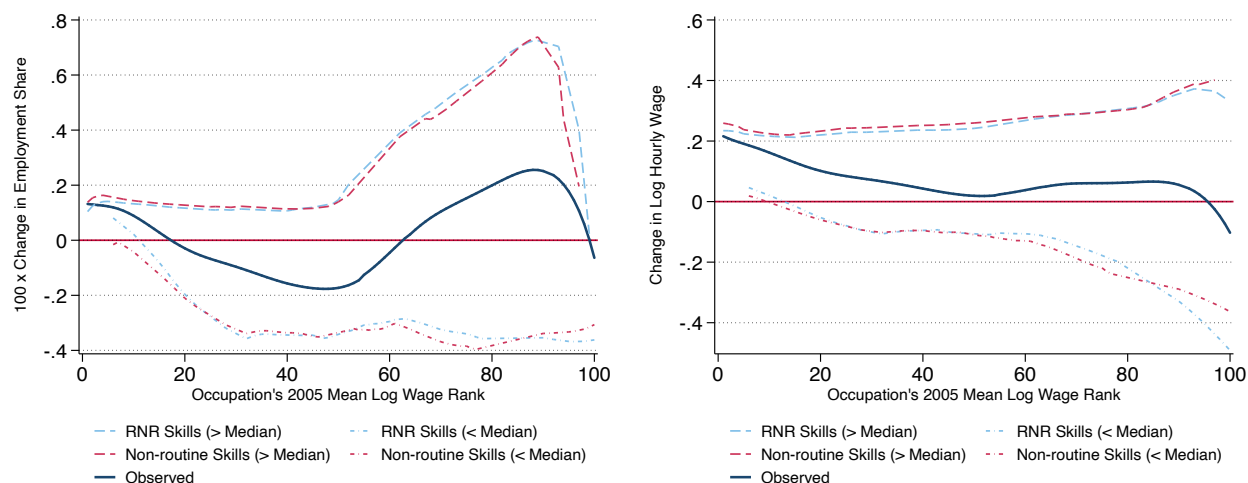 .8
.6
.4
.2
0
-.2
-.4
100 x Change in Employment Share
0 20 40 60 80 100
Occupation's 2005 Mean Log Wage Rank
RNR Skills (> Median) RNR Skills (< Median)
Non-routine Skills (> Median) Non-routine Skills (< Median)
Observed
.6
.4
.2
0
-.2
-.4
Change in Log Hourly Wage
0 20 40 60 80 100
Occupation's 2005 Mean Log Wage Rank
RNR Skills (> Median) RNR Skills (< Median)
Non-routine Skills (> Median) Non-routine Skills (< Median)
Observed